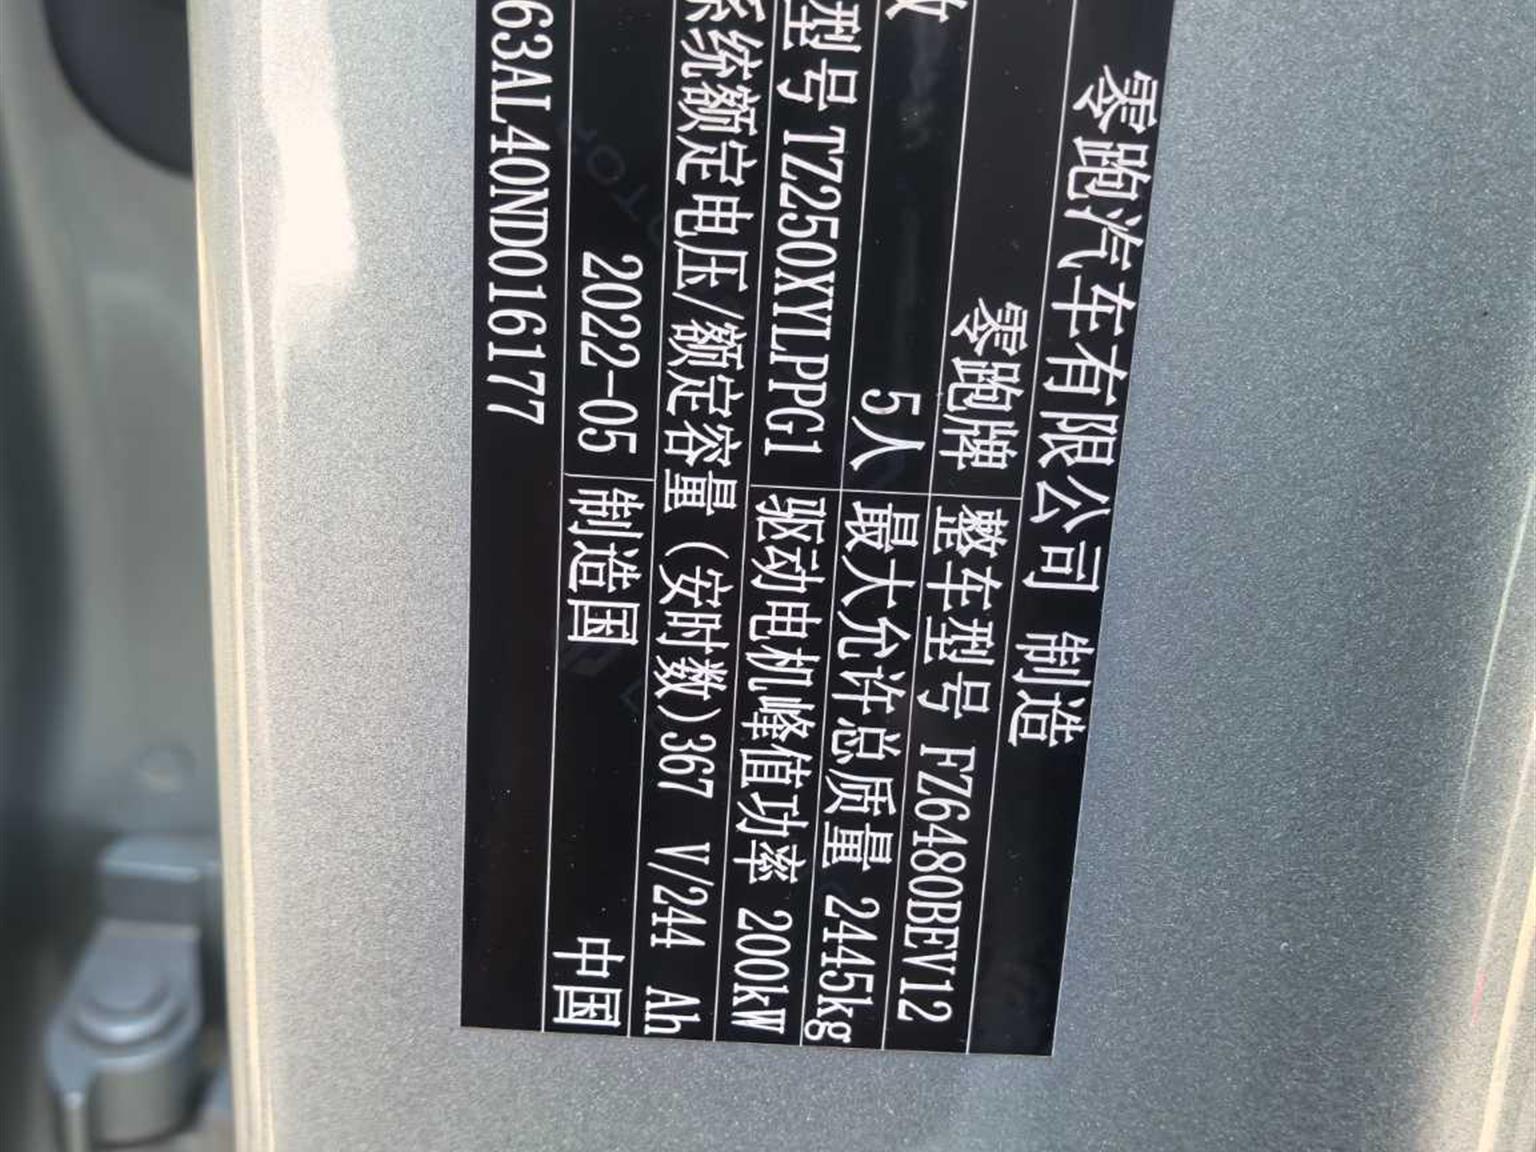 零跑汽车有限公司 制造
零跑牌 整车型号 FZ6480BEV12
5人 最大允许总质量 2445kg
型号 TZ250XYLPPG1 驱动电机峰值功率 200kW
系统额定电压/额定容量(安时数)367 V/244 Ah
2022-05 制造国 中国
63AL40ND016177